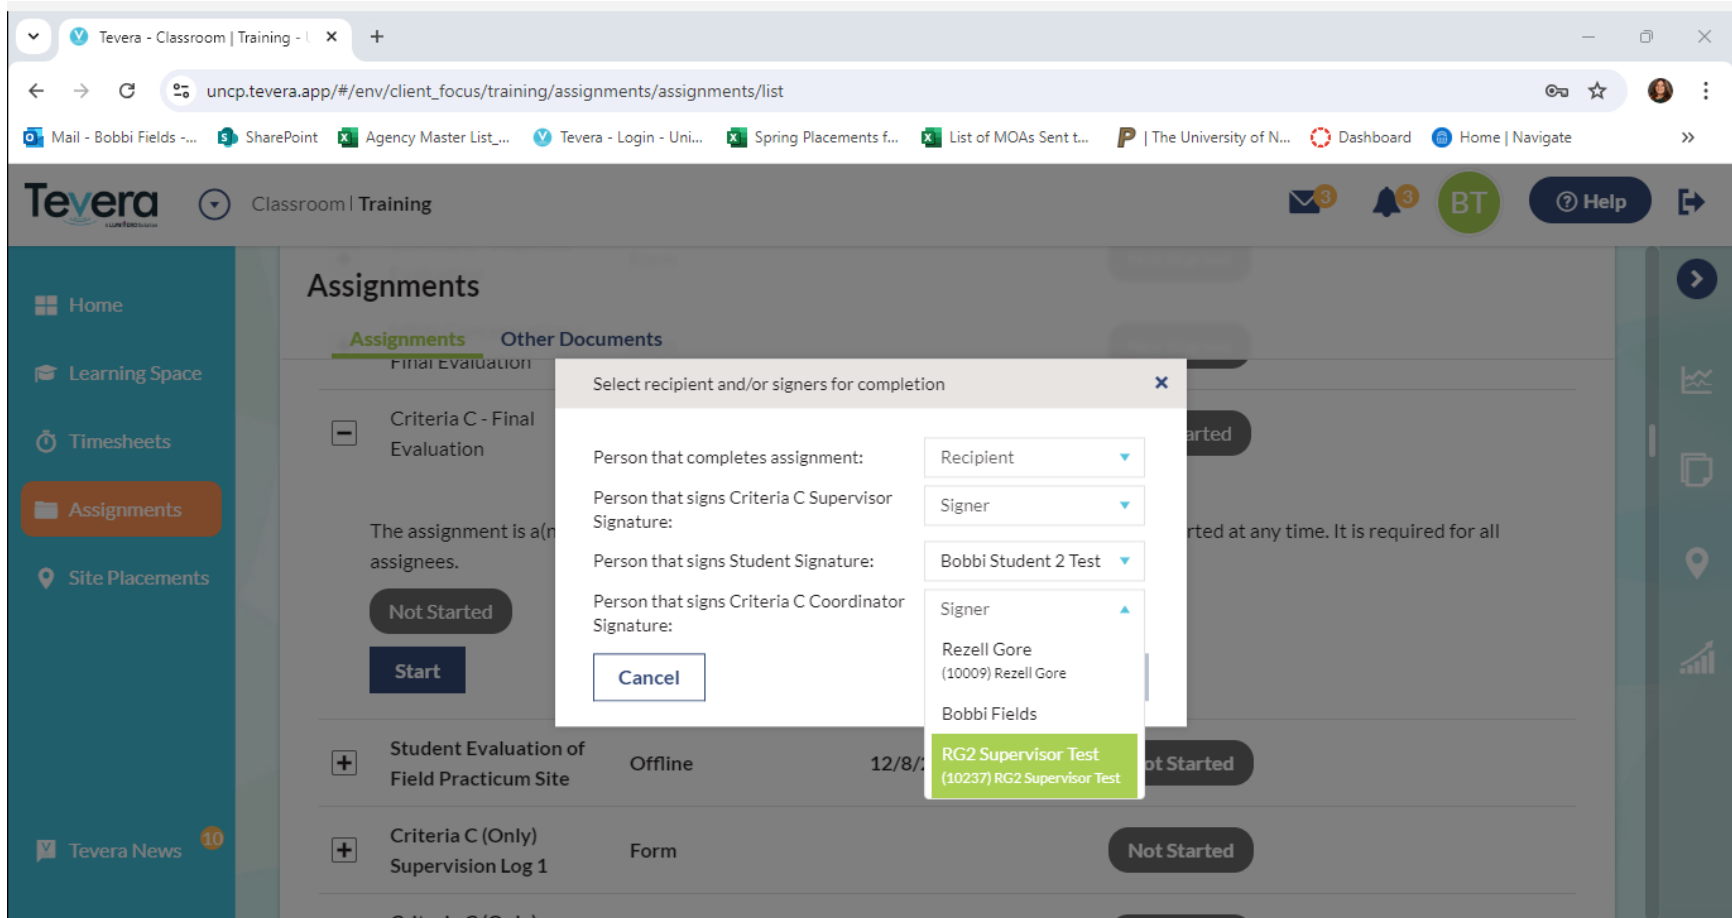 Tevera - Classroom | Training - U
uncp.tevera.app/#/env/client_focus/training/assignments/assignments/list
Mail - Bobbi Fields -... SharePoint Agency Master List_... Tevera - Login - Uni... Spring Placements f... List of MOAs Sent t... | The University of N... Dashboard Home | Navigate
Tevera
Classroom | Training
3
3
BT
Help
Home
Learning Space
Timesheets
Assignments
Site Placements
Tevera News 10
Assignments
Assignments Other Documents
Final Evaluation
Criteria C - Final
Evaluation
arted
The assignment is a(n
rted at any time. It is required for all
assignees.
Not Started
Start
Select recipient and/or signers for completion
Person that completes assignment: Recipient
Person that signs Criteria C Supervisor
Signature:
Signer
Person that signs Student Signature: Bobbi Student 2 Test
Person that signs Criteria C Coordinator
Signature:
Signer
Rezell Gore
(10009) Rezell Gore
Bobbi Fields
RG2 Supervisor Test
(10237) RG2 Supervisor Test
Cancel
Student Evaluation of
Field Practicum Site
Offline
12/8/
ot Started
Criteria C (Only)
Supervision Log 1
Form
Not Started